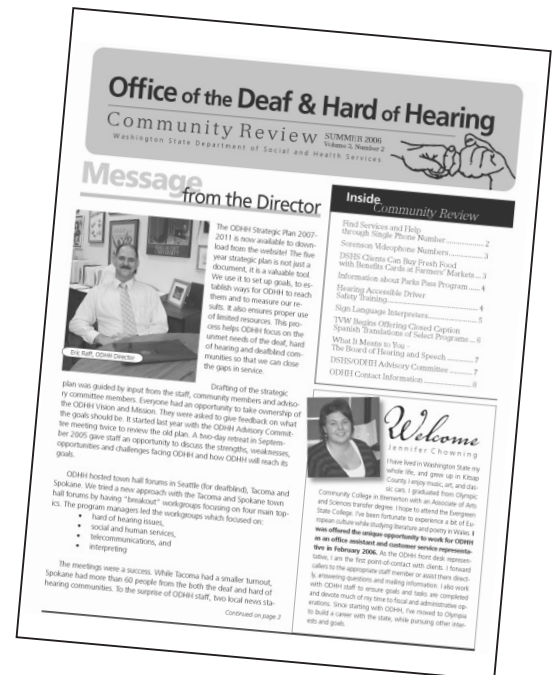 Office of the Deaf & Hard of Hearing
Community Review SUMMER 2006
Volume 3, Number 2
Washington State Department of Social and Health Services
Message
from the Director
Eric Raff, ODHH Director
The ODHH Strategic Plan 2007-
2011 is now available to down-
load from the website! The five
year strategic plan is not just a
document, it is a valuable tool.
We use it to set up goals, to es-
tablish ways for ODHH to reach
them and to measure our re-
sults. It also ensures proper use
of limited resources. This pro-
cess helps ODHH focus on the
unmet needs of the deaf, hard
of hearing and deafblind com-
munities so that we can close
the gaps in service.
Drafting of the strategic
plan was guided by input from the staff, community members and adviso-
ry committee members. Everyone had an opportunity to take ownership of
the ODHH Vision and Mission. They were asked to give feedback on what
the goals should be. It started last year with the ODHH Advisory Commit-
tee meeting twice to review the old plan. A two-day retreat in Septem-
ber 2005 gave staff an opportunity to discuss the strengths, weaknesses,
opportunities and challenges facing ODHH and how ODHH will reach its
goals.
ODHH hosted town hall forums in Seattle (for deafblind), Tacoma and
Spokane. We tried a new approach with the Tacoma and Spokane town
hall forums by having "breakout" workgroups focusing on four main top-
ics. The program managers led the workgroups which focused on;
• hard of hearing issues,
• social and human services,
• telecommunications, and
• interpreting
The meetings were a success. While Tacoma had a smaller turnout,
Spokane had more than 60 people from the both the deaf and hard of
hearing communities. To the surprise of ODHH staff, two local news sta-
Continued on page 3
Inside
Community Review
Find Services and Help
through Single Phone Number ................ 2
Sorenson Videophone Numbers ................ 3
DSHS Clients Can Buy Fresh Food
with Benefits Cards at Farmers' Markets ... 3
Information about Parks Pass Program ..... 4
Hearing Accessible Driver
Safety Training ................ 4
Sign Language Interpreters ................ 5
TVW Begins Offering Closed Caption
Spanish Translations of Select Programs .. 6
What It Means to You -
The Board of Hearing and Speech ............ 7
DSHS/ODHH Advisory Committee ............ 7
ODHH Contact Information ................ 8
Welcome
Jennifer Chowning
I have lived in Washington State my
whole life, and grew up in Kitsap
County. I enjoy music, art, and clas-
sic cars. I graduated from Olympic
Community College in Bremerton with an Associate of Arts
and Sciences transfer degree. I hope to attend the Evergreen
State College. I've been fortunate to experience a bit of Eu-
ropean culture while studying literature and poetry in Wales. I
was offered the unique opportunity to work for ODHH
as an office assistant and customer service representa-
tive in February 2006. As the ODHH front desk represen-
tative, I am the first point-of-contact with clients. I forward
callers to the appropriate staff member or assist them direct-
ly, answering questions and mailing information. I also work
with ODHH staff to ensure goals and tasks are completed
and devote much of my time to fiscal and administrative op-
erations. Since starting with ODHH, I've moved to Olympia
to build a career with the state, while pursuing other inter-
ests and goals.